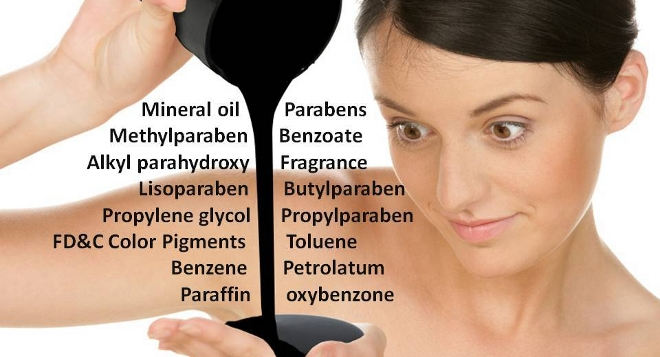 Mineral oil
Methylparaben
Alkyl parahydroxy
Lisoparaben
Propylene glycol
FD&C Color Pigments
Benzene
Paraffin
Parabens
Benzoate
Fragrance
Butylparaben
Propylparaben
Toluene
Petrolatum
oxybenzone